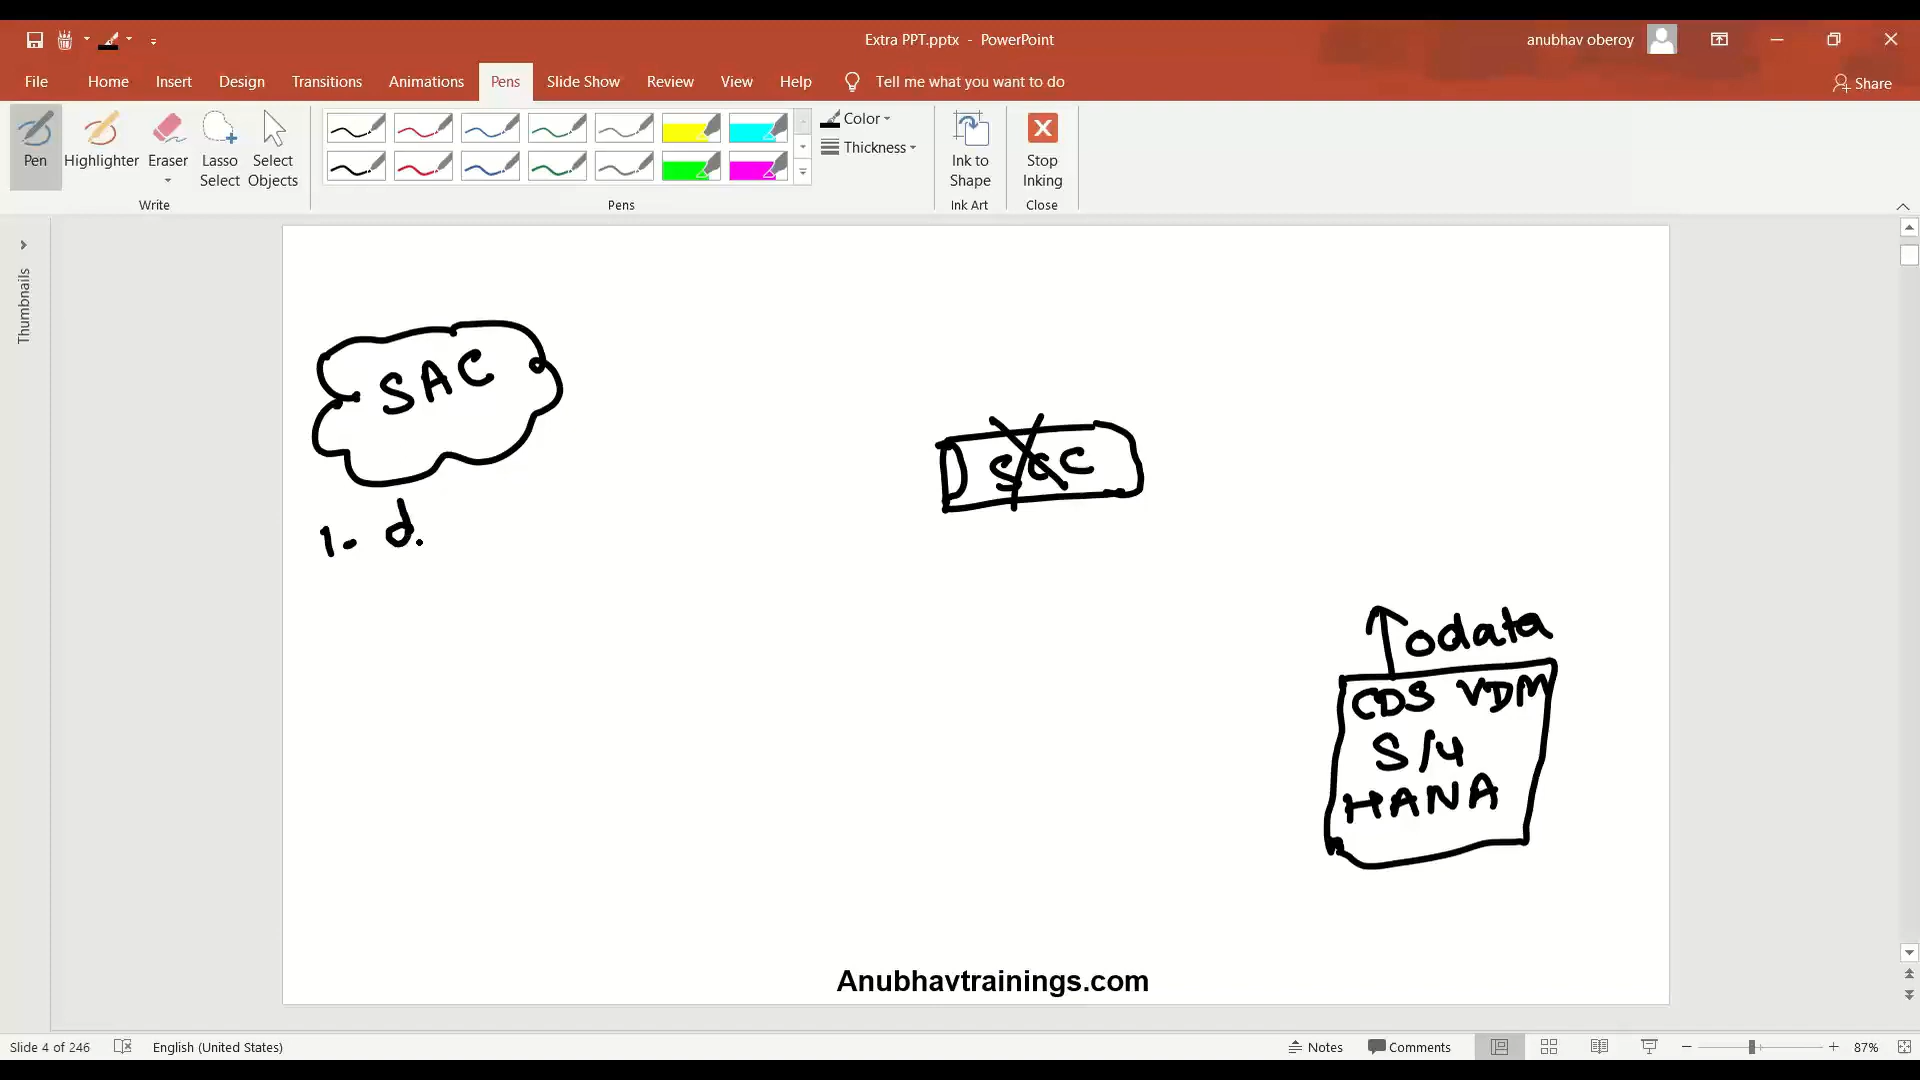 Extra PPT.pptx - PowerPoint
anubhav oberoy
File Home Insert Design Transitions Animations Pens Slide Show Review View Help Tell me what you want to do
Share
Pen Highlighter Eraser Lasso Select Select Objects
Write
Pens
Color
Thickness
Ink to Shape
Ink Art
Stop Inking
Close
Thumbnails
SAC
SCC
1. d.
odata
CDS VDM
S/4
HANA
Anubhavtrainings.com
Slide 4 of 246 English (United States) Notes Comments 87%